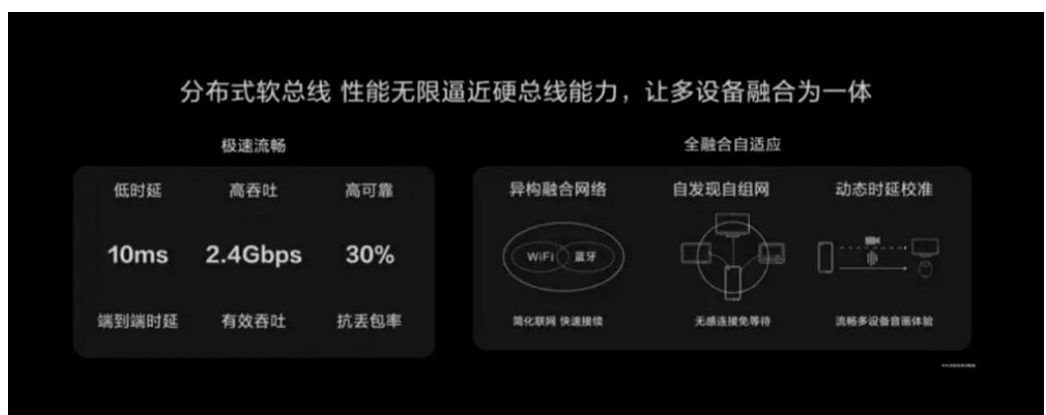 分布式软总线 性能无限逼近硬总线能力，让多设备融合为一体
极速流畅
低时延 高吞吐 高可靠
10ms 2.4Gbps 30%
端到端时延 有效吞吐 抗丢包率
全融合自适应
异构融合网络 自发现自组网 动态时延校准
WiFi 蓝牙
简化联网 快速接续 无感连接免等待 流畅多设备音画体验